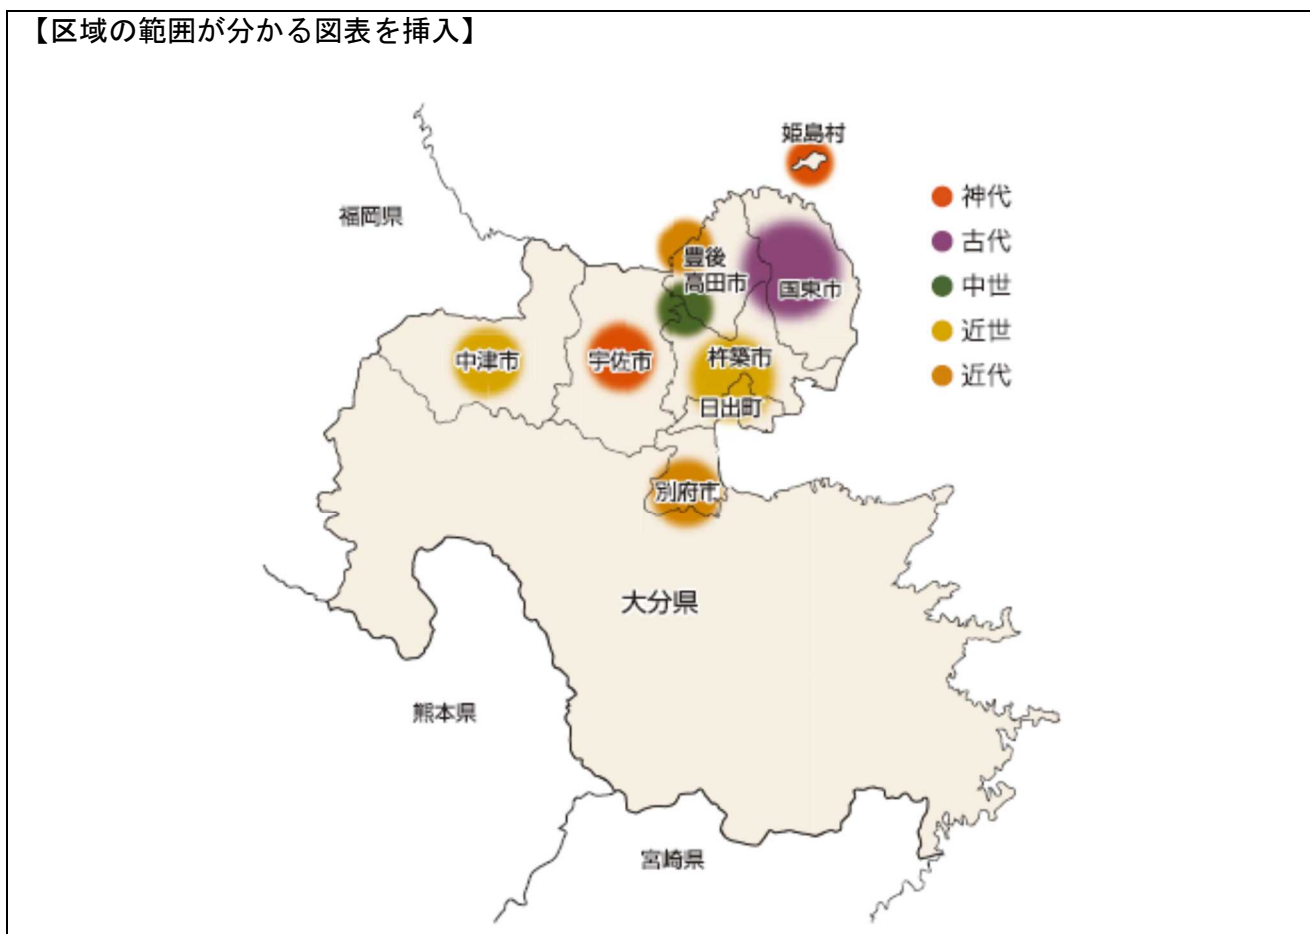 【区域の範囲が分かる図表を挿入】
姫島村
福岡県
豊後
高田市
国東市
中津市
宇佐市
杵築市
日出町
別府市
大分県
熊本県
宮崎県
神代
古代
中世
近世
近代